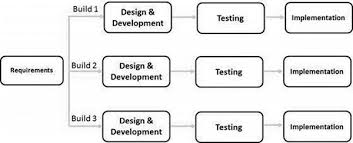 Build 1
Design &
Development
Testing
Implementation
Requirements
Build 2
Design &
Development
Testing
Implementation
Build 3
Design &
Development
Testing
Implementation